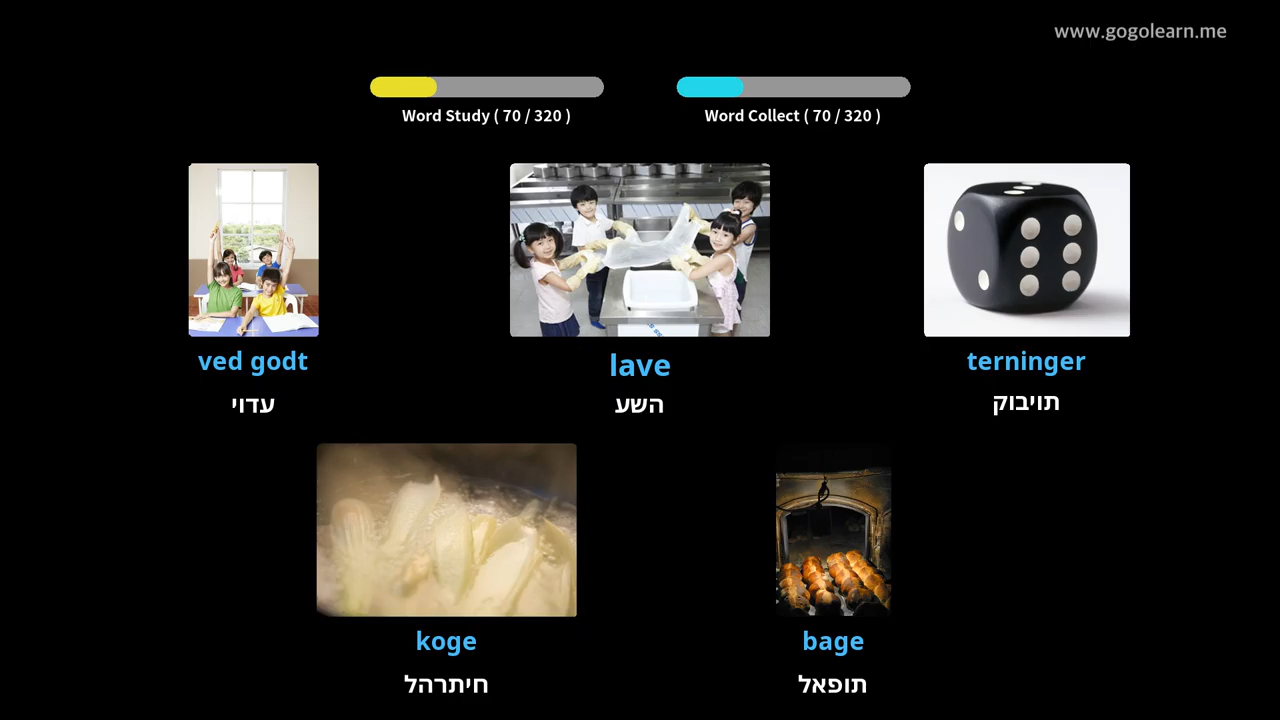 www.gogolearn.me
Word Study ( 70 / 320 )
Word Collect ( 70 / 320 )
ved godt
עדוי
lave
השע
terninger
תויבוק
koge
חיתרהל
bage
תופאל